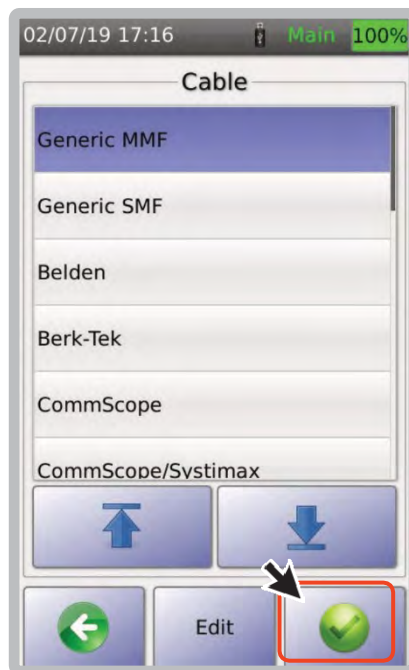 02/07/19 17:16 Main 100%
Cable
Generic MMF
Generic SMF
Belden
Berk-Tek
CommScope
CommScope/Systimax
Edit